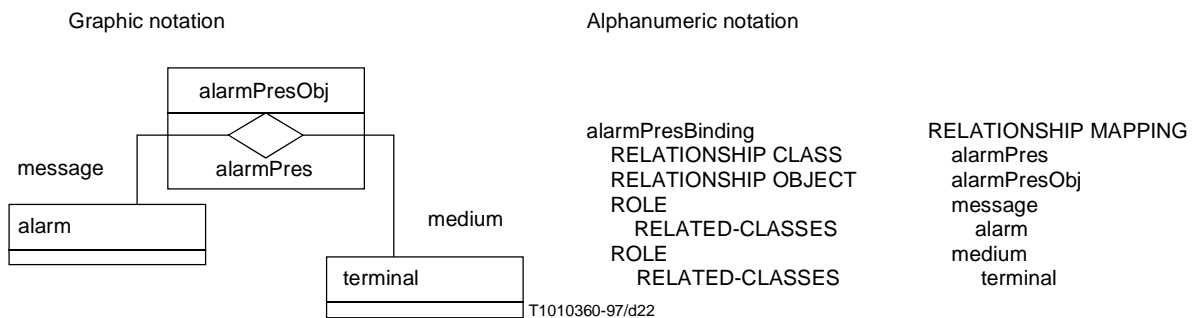 Graphic notation
Alphanumeric notation
alarmPresObj
alarmPres
message
alarm
medium
terminal
T1010360-97/d22
alarmPresBinding RELATIONSHIP MAPPING
RELATIONSHIP CLASS alarmPres
RELATIONSHIP OBJECT alarmPresObj
ROLE message
RELATED-CLASSES alarm
ROLE medium
RELATED-CLASSES terminal